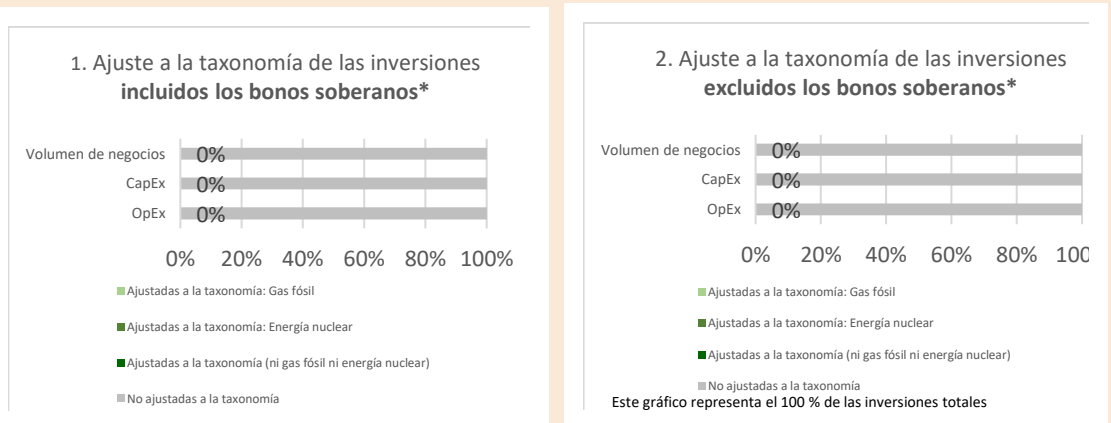 1. Ajuste a la taxonomía de las inversiones
incluidos los bonos soberanos*
Volumen de negocios 0%
CapEx 0%
OpEx 0%
0% 20% 40% 60% 80% 100%
Ajustadas a la taxonomía: Gas fósil
Ajustadas a la taxonomía: Energía nuclear
Ajustadas a la taxonomía (ni gas fósil ni energía nuclear)
No ajustadas a la taxonomía
2. Ajuste a la taxonomía de las inversiones
excluidos los bonos soberanos*
Volumen de negocios 0%
CapEx 0%
OpEx 0%
0% 20% 40% 60% 80% 100
Ajustadas a la taxonomía: Gas fósil
Ajustadas a la taxonomía: Energía nuclear
Ajustadas a la taxonomía (ni gas fósil ni energía nuclear)
No ajustadas a la taxonomía
Este gráfico representa el 100 % de las inversiones totales